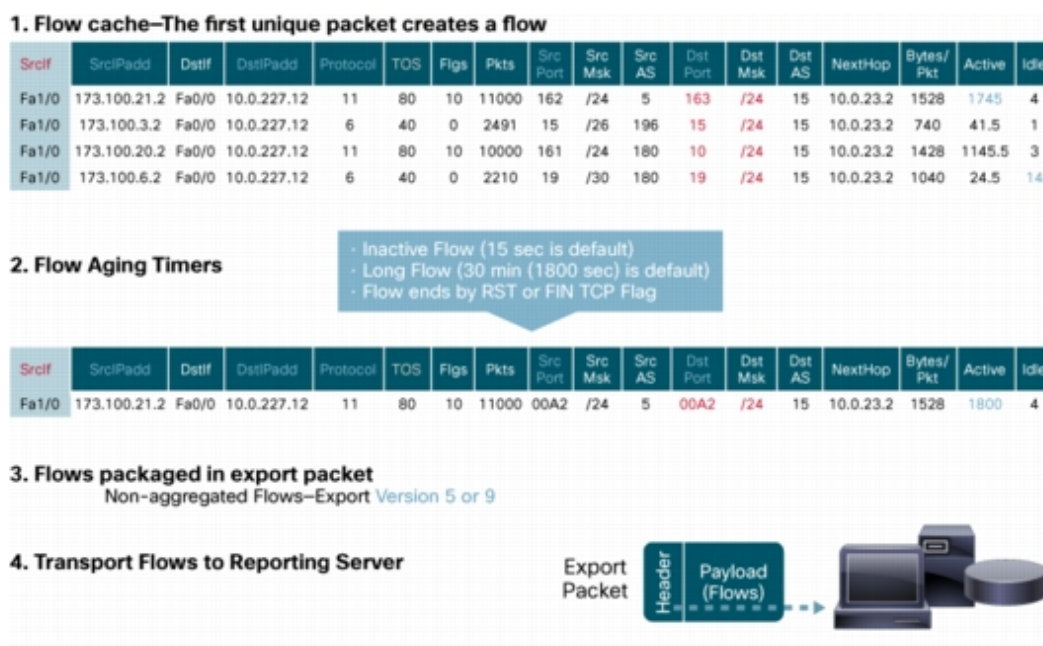 1. Flow cache–The first unique packet creates a flow
SrcIf SrcIPadd DstIf DstIPadd Protocol TOS Flgs Pkts Src Port Src Msk Src AS Dst Port Dst Msk Dst AS NextHop Bytes/ Pkt Active Idle
Fa1/0 173.100.21.2 Fa0/0 10.0.227.12 11 80 10 11000 162 /24 5 163 /24 15 10.0.23.2 1528 1745 4
Fa1/0 173.100.3.2 Fa0/0 10.0.227.12 6 40 0 2491 15 /26 196 15 /24 15 10.0.23.2 740 41.5 1
Fa1/0 173.100.20.2 Fa0/0 10.0.227.12 11 80 10 10000 161 /24 180 10 /24 15 10.0.23.2 1428 1145.5 3
Fa1/0 173.100.6.2 Fa0/0 10.0.227.12 6 40 0 2210 19 /30 180 19 /24 15 10.0.23.2 1040 24.5 14
2. Flow Aging Timers
· Inactive Flow (15 sec is default)
· Long Flow (30 min (1800 sec) is default)
· Flow ends by RST or FIN TCP Flag
SrcIf SrcIPadd DstIf DstIPadd Protocol TOS Flgs Pkts Src Port Src Msk Src AS Dst Port Dst Msk Dst AS NextHop Bytes/ Pkt Active Idle
Fa1/0 173.100.21.2 Fa0/0 10.0.227.12 11 80 10 11000 00A2 /24 5 00A2 /24 15 10.0.23.2 1528 1800 4
3. Flows packaged in export packet
Non-aggregated Flows–Export Version 5 or 9
4. Transport Flows to Reporting Server
Export
Packet
Header
Payload
(Flows)